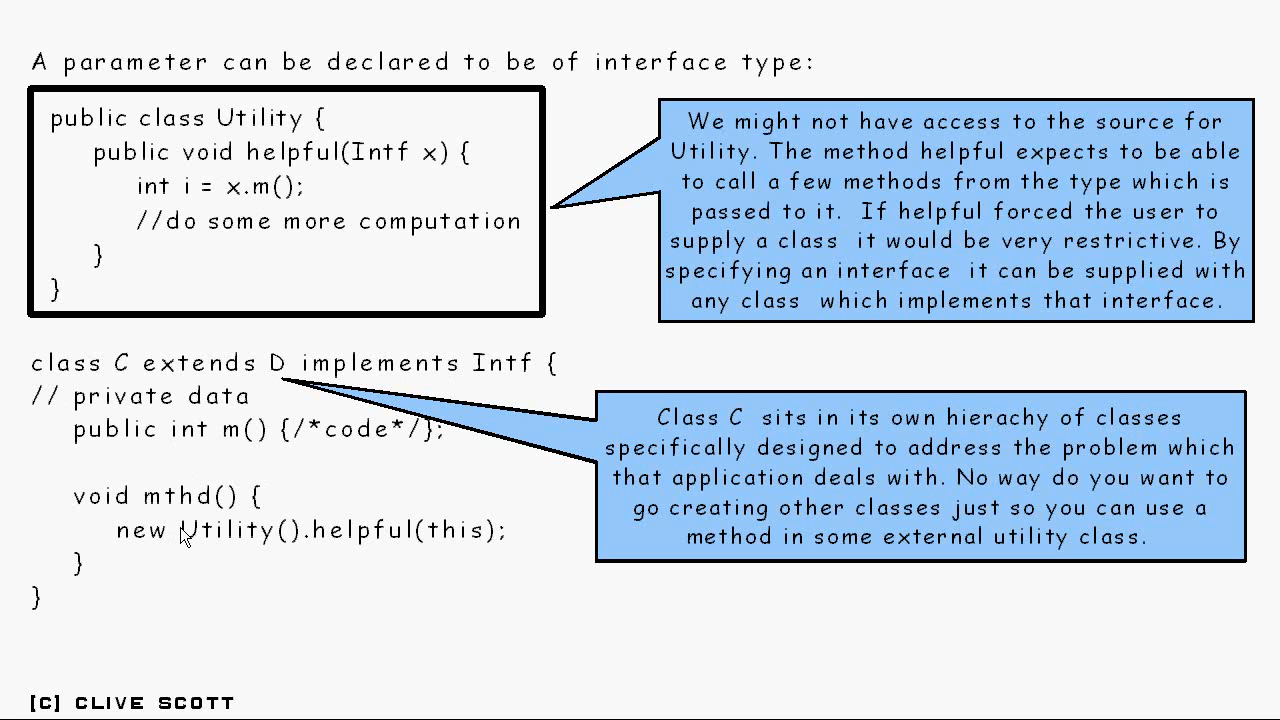 A parameter can be declared to be of interface type:
public class Utility {
public void helpful(Intf x) {
int i = x.m();
//do some more computation
}
}
We might not have access to the source for
Utility. The method helpful expects to be able
to call a few methods from the type which is
passed to it. If helpful forced the user to
supply a class it would be very restrictive. By
specifying an interface it can be supplied with
any class which implements that interface.
class C extends D implements Intf {
// private data
public int m() {/*code*/};
void mthd() {
new Utility().helpful(this);
}
}
Class C sits in its own hierachy of classes
specifically designed to address the problem which
that application deals with. No way do you want to
go creating other classes just so you can use a
method in some external utility class.
[C] CLIVE SCOTT